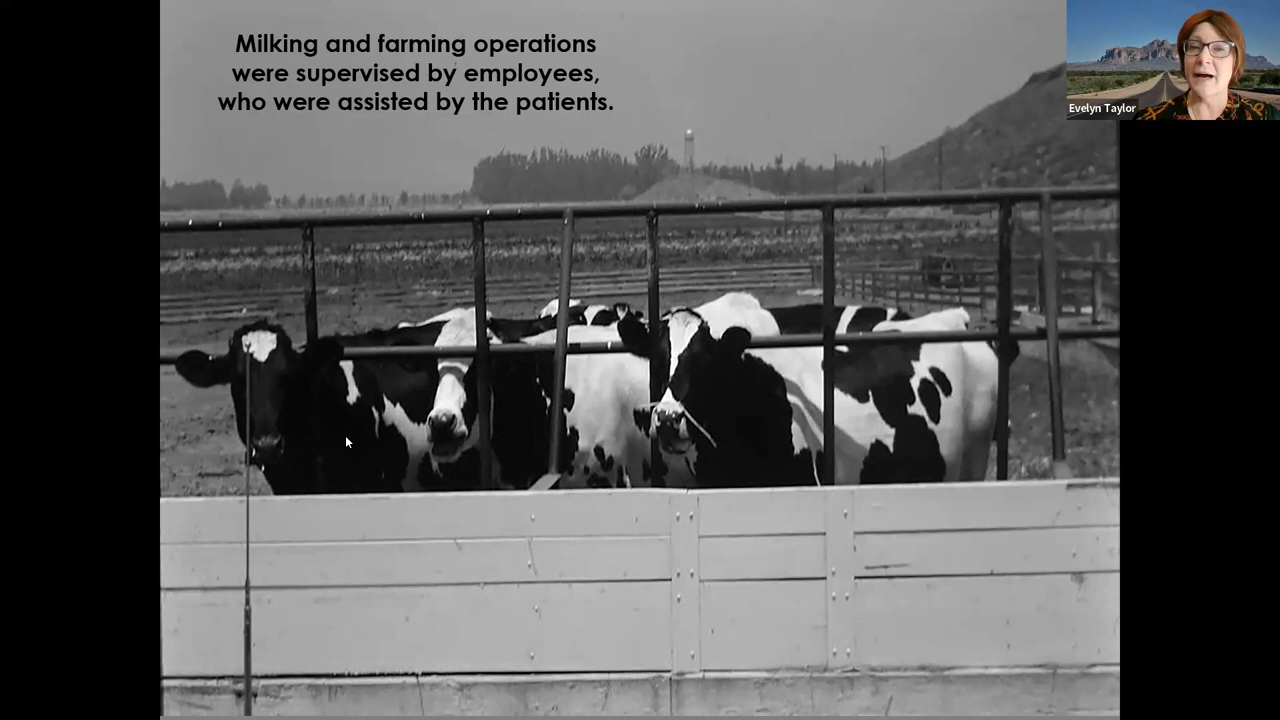 Milking and farming operations
were supervised by employees,
who were assisted by the patients.
Evelyn Taylor